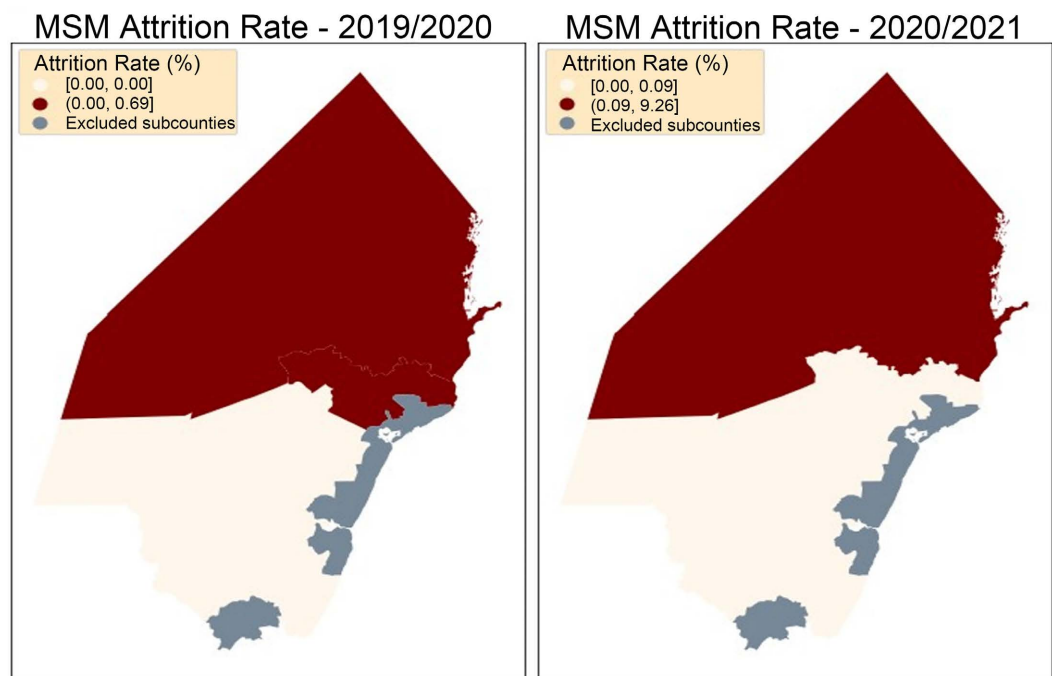 MSM Attrition Rate - 2019/2020
Attrition Rate (%)
[0.00, 0.00]
(0.00, 0.69]
Excluded subcounties
MSM Attrition Rate - 2020/2021
Attrition Rate (%)
[0.00, 0.09]
(0.09, 9.26]
Excluded subcounties